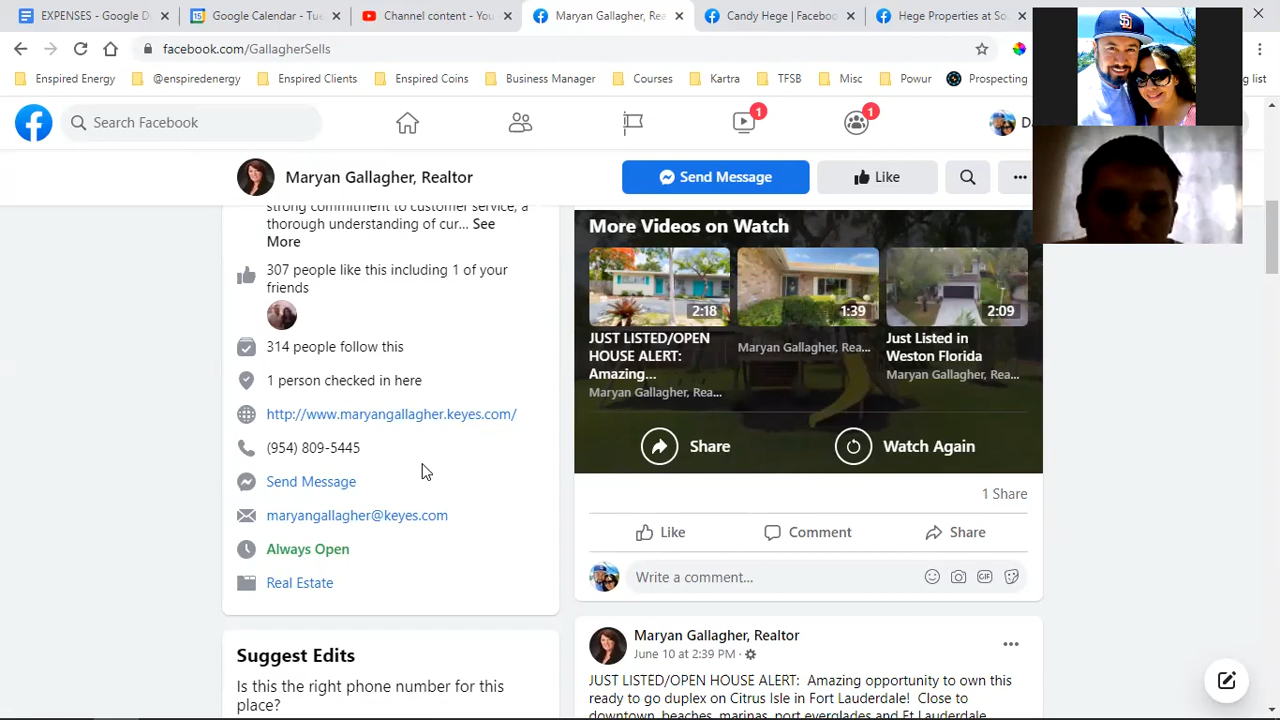 EXPENSES - Google D
Google Calendar - Tue
Channel content - Yo
Maryan Gallagher, Rea
Candy Hege | Facebook
Hege Properties at So
facebook.com/GallagherSells
Enspired Energy
@enspiredenergy
Enspired Clients
Enspired Coins
Business Manager
Courses
Kartra
TFSB
Misc
Powur
Prospecting
ng list
Search Facebook
1
1
Da
Maryan Gallagher, Realtor
Send Message
Like
strong commitment to customer service, a
thorough understanding of cur... See
More
307 people like this including 1 of your
friends
314 people follow this
1 person checked in here
http://www.maryangallagher.keyes.com/
(954) 809-5445
Send Message
maryangallagher@keyes.com
Always Open
Real Estate
Suggest Edits
Is this the right phone number for this
place?
More Videos on Watch
2:18
1:39
2:09
JUST LISTED/OPEN
HOUSE ALERT:
Amazing...
Maryan Gallagher, Rea...
Maryan Gallagher, Rea...
Just Listed in
Weston Florida
Maryan Gallagher, Rea...
Share
Watch Again
1 Share
Like
Comment
Share
Write a comment...
GIF
Maryan Gallagher, Realtor
June 10 at 2:39 PM ·
JUST LISTED/OPEN HOUSE ALERT: Amazing opportunity to own this
ready to go duplex on Citrus Isle in Fort Lauderdale! Close to
downtown, beaches, marinas, port everglades and Ft Lauderdale